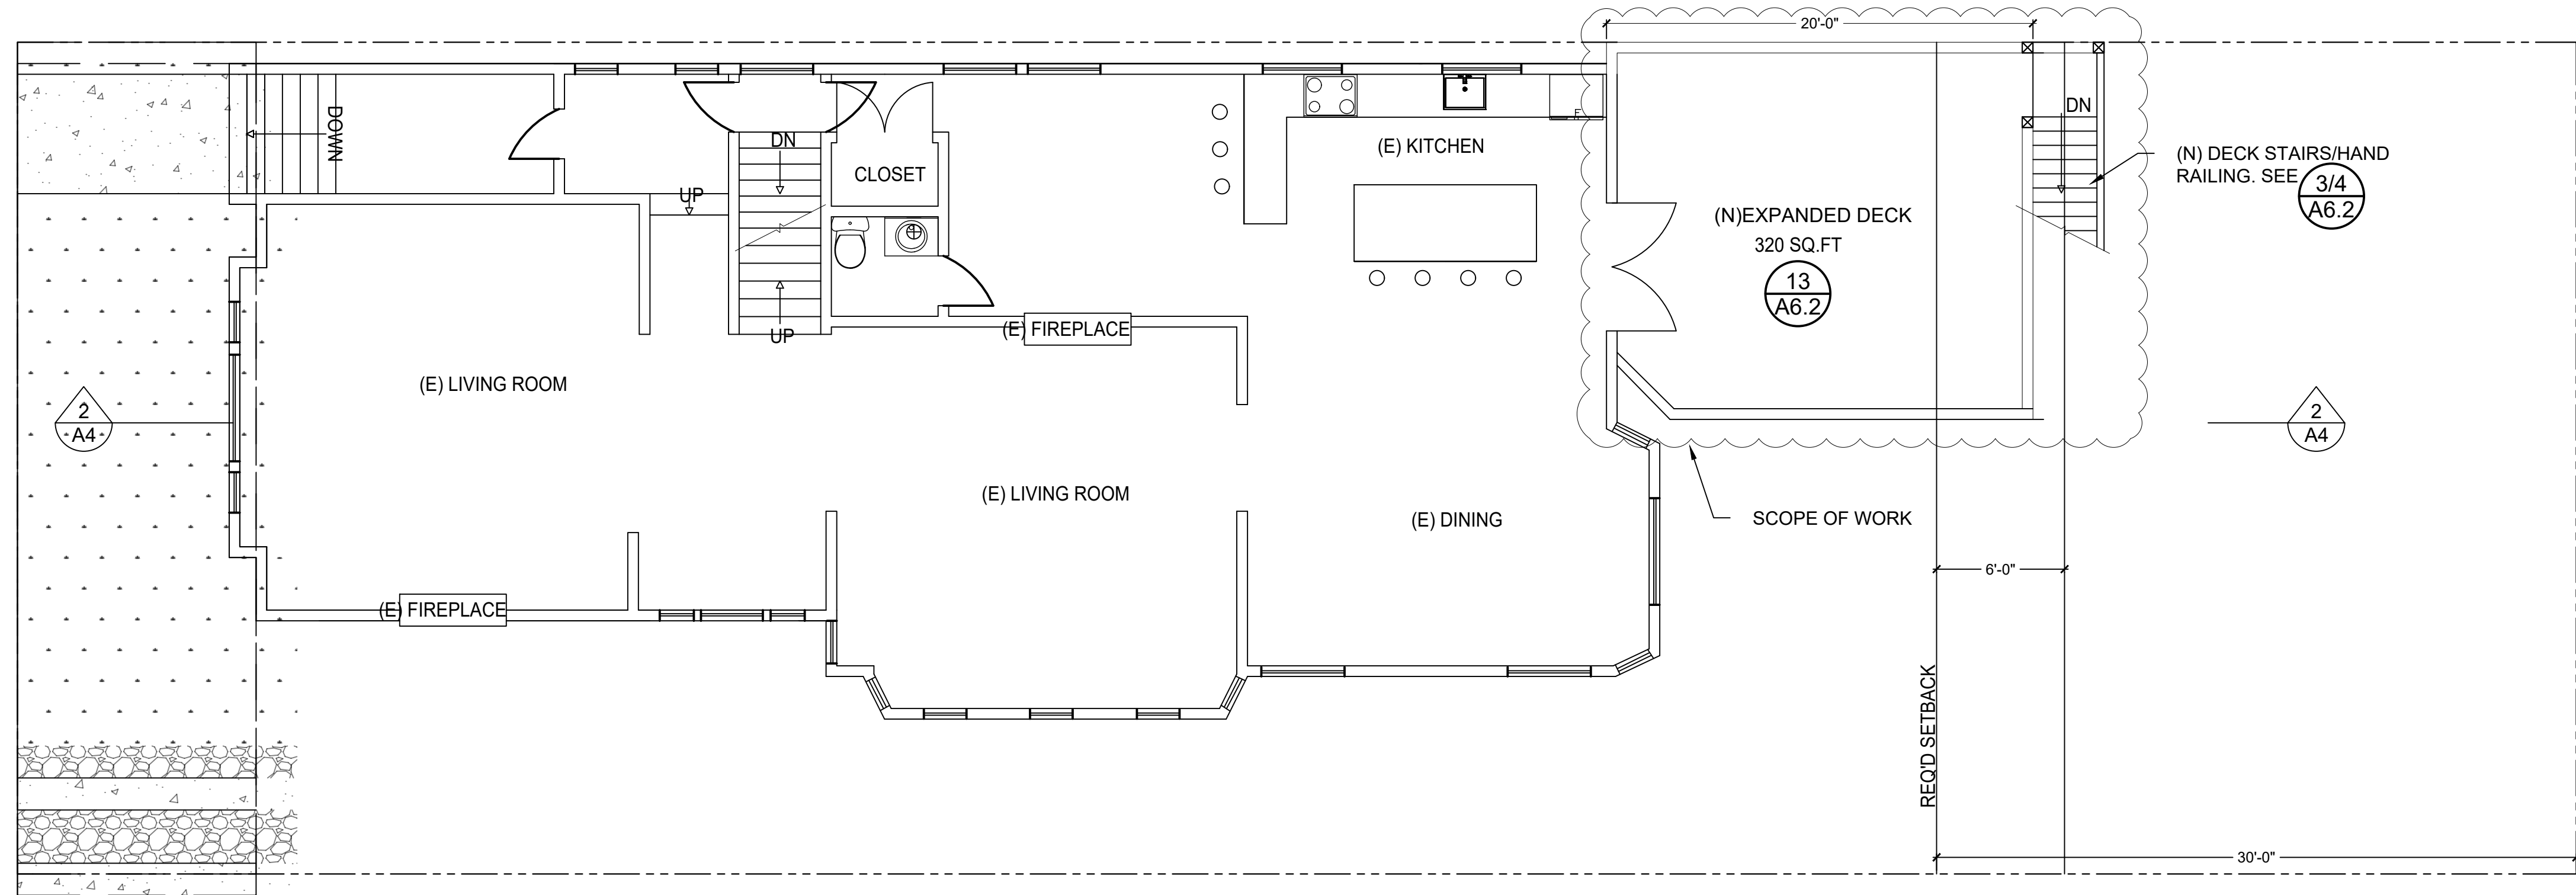 20'-0"
DOWN
DN
UP
CLOSET
UP
(E) KITCHEN
F
DN
(N) DECK STAIRS/HAND
RAILING. SEE
3/4
A6.2
(N)EXPANDED DECK
320 SQ.FT
13
A6.2
(E) FIREPLACE
(E) LIVING ROOM
2
A4
2
A4
(E) LIVING ROOM
(E) DINING
SCOPE OF WORK
6'-0"
(E) FIREPLACE
REQ'D SETBACK
30'-0"